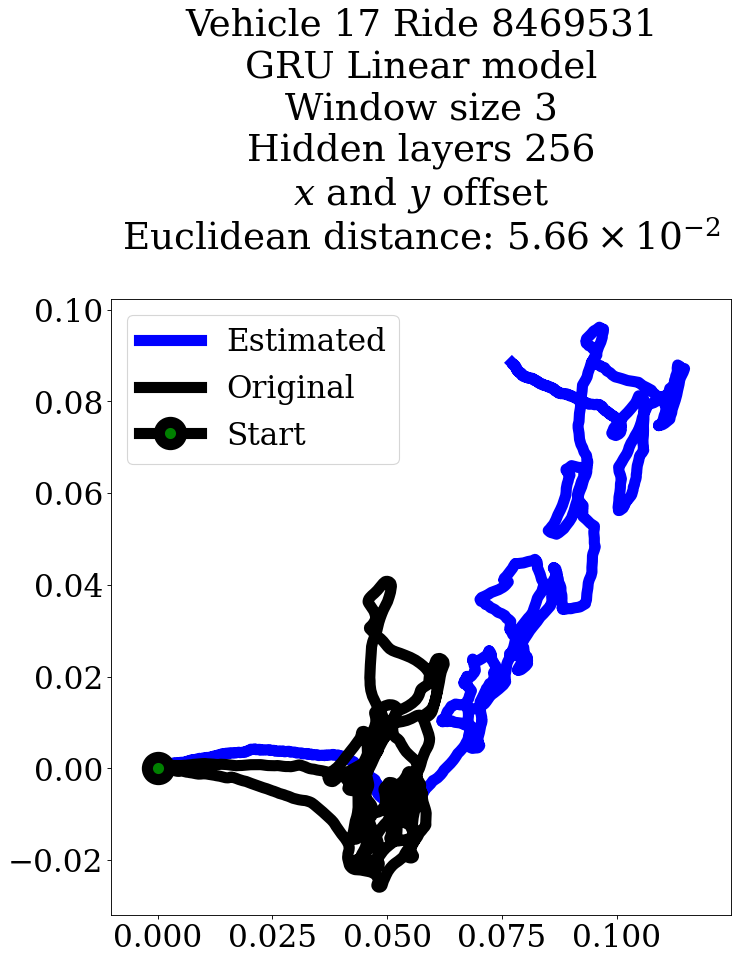 Vehicle 17 Ride 8469531
GRU Linear model
Window size 3
Hidden layers 256
x and y offset
Euclidean distance: 5.66 × 10⁻²
Estimated
Original
Start
0.10
0.08
0.06
0.04
0.02
0.00
−0.02
0.000 0.025 0.050 0.075 0.100